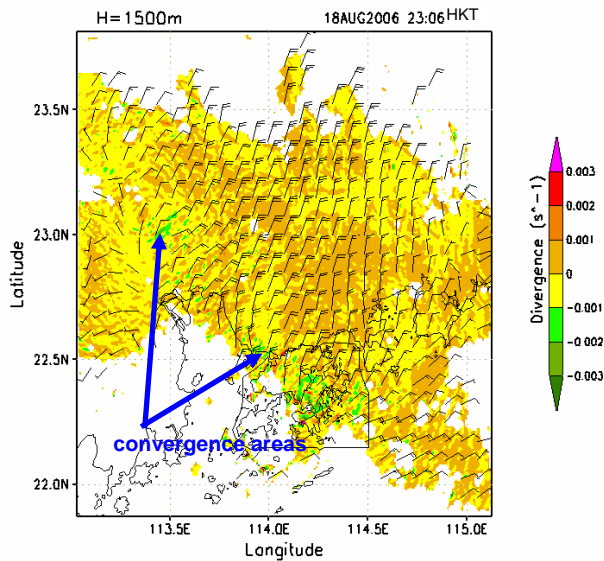 H=1500m
18AUG2006 23:06HKT
23.5N
23.0N
22.5N
22.0N
Latitude
113.5E
114.0E
114.5E
115.0E
Longitude
convergence areas
0.003
0.002
0.001
0
-0.001
-0.002
-0.003
Divergence (s^-1)